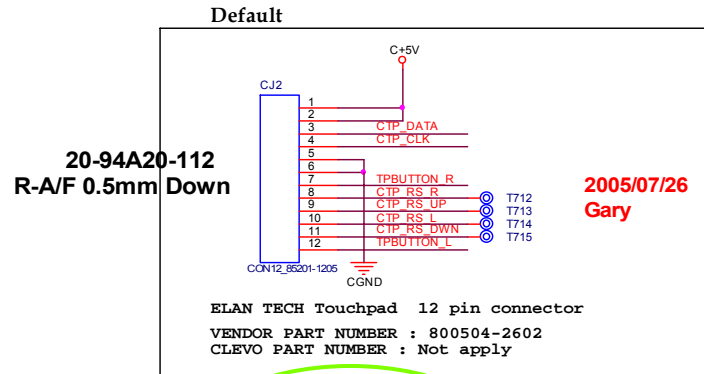 Default
C+5V
CJ2
1
2
3 CTP_DATA
4 CTP_CLK
5
6
7 TPBUTTON_R
8 CTP_RS_R T712
9 CTP_RS_UP T713
10 CTP_RS_L T714
11 CTP_RS_DWN T715
12 TPBUTTON_L
20-94A20-112
R-A/F 0.5mm Down
2005/07/26
Gary
CON12_85201-1205
CGND
ELAN TECH Touchpad 12 pin connector
VENDOR PART NUMBER : 800504-2602
CLEVO PART NUMBER : Not apply